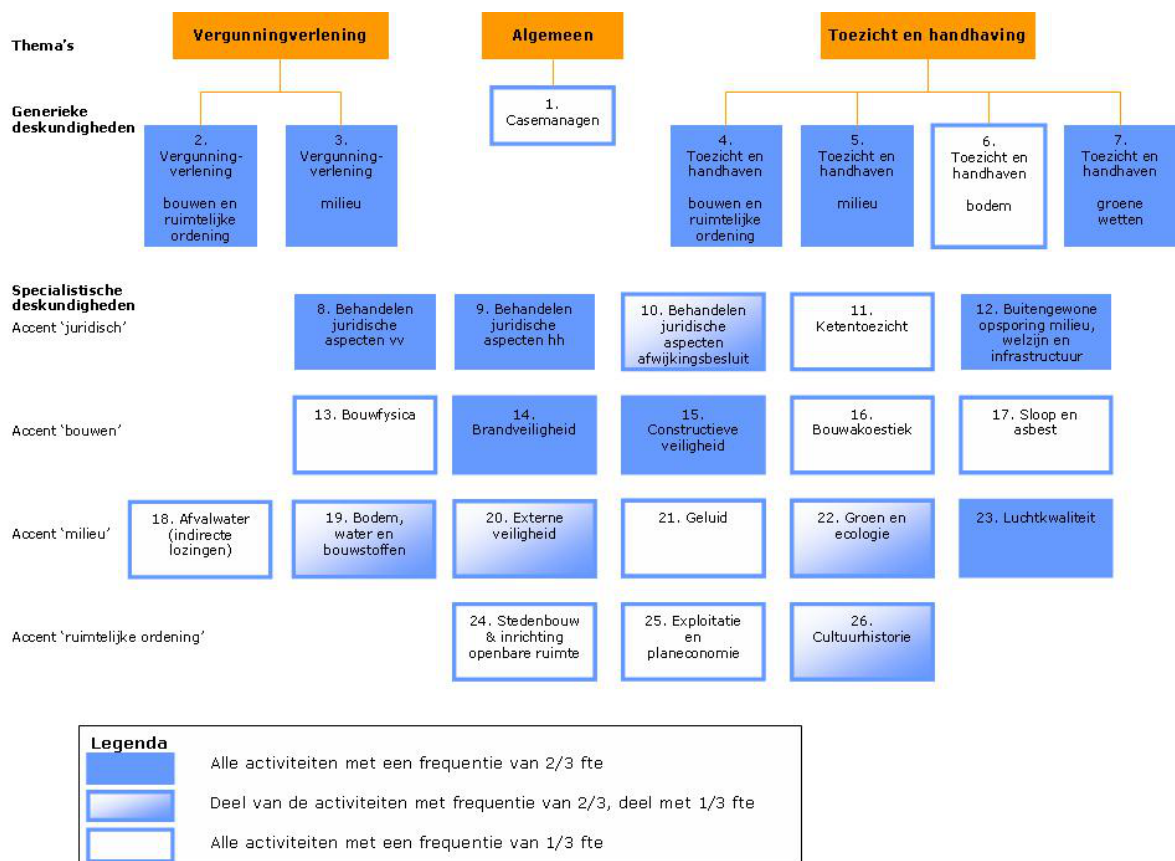 Thema's
Vergunningverlening
Algemeen
Toezicht en handhaving
Generieke
deskundigheden
1.
Casemanagen
2.
Vergunning-
verlening
bouwen en
ruimtelijke
ordening
3.
Vergunning-
verlening
milieu
4.
Toezicht en
handhaven
bouwen en
ruimtelijke
ordening
5.
Toezicht en
handhaven
milieu
6.
Toezicht en
handhaven
bodem
7.
Toezicht en
handhaven
groene
wetten
Specialistische
deskundigheden
Accent 'juridisch'
8. Behandelen
juridische
aspecten vv
9. Behandelen
juridische
aspecten hh
10. Behandelen
juridische
aspecten
afwijkingsbesluit
11.
Ketentoezicht
12. Buitengewone
opsporing milieu,
welzijn en
infrastructuur
Accent 'bouwen'
13. Bouwfysica
14.
Brandveiligheid
15.
Constructieve
veiligheid
16.
Bouwakoestiek
17. Sloop en
asbest
Accent 'milieu'
18. Afvalwater
(indirecte
lozingen)
19. Bodem,
water en
bouwstoffen
20. Externe
veiligheid
21. Geluid
22. Groen en
ecologie
23. Luchtkwaliteit
Accent 'ruimtelijke ordening'
24. Stedenbouw
& inrichting
openbare ruimte
25. Exploitatie
en
planeconomie
26.
Cultuurhistorie
Legenda
Alle activiteiten met een frequentie van 2/3 fte
Deel van de activiteiten met frequentie van 2/3, deel met 1/3 fte
Alle activiteiten met een frequentie van 1/3 fte